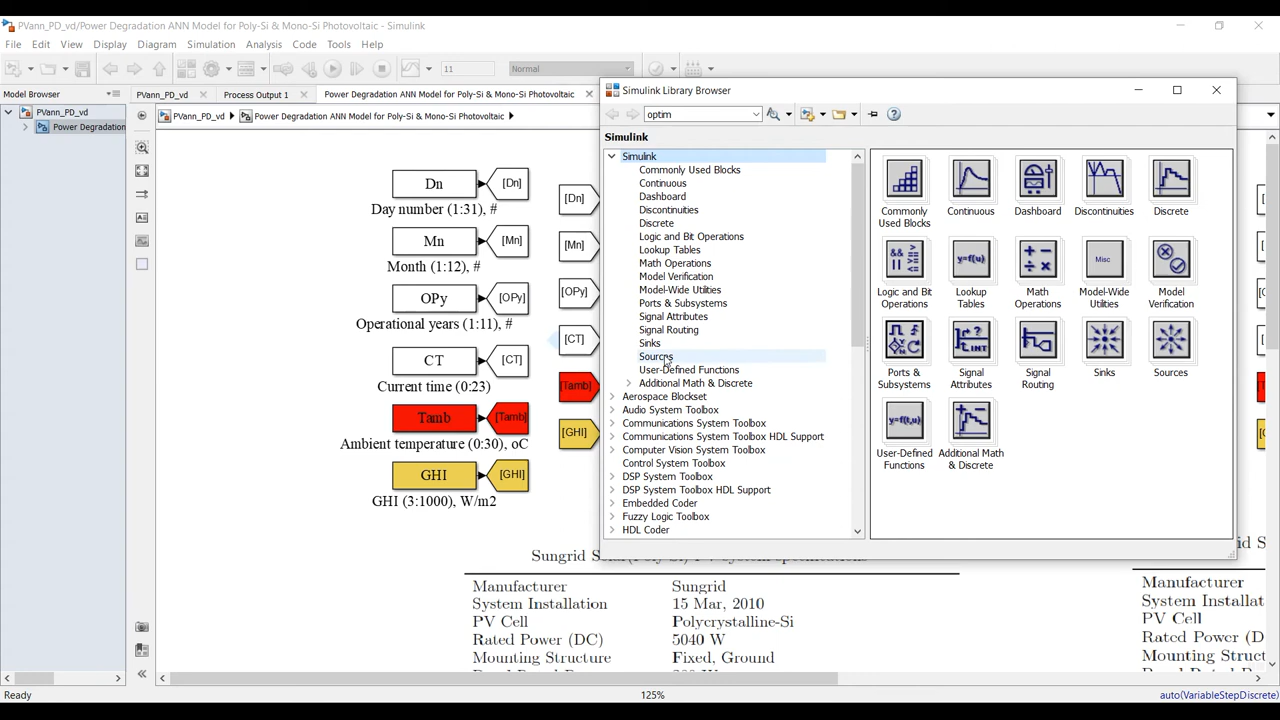 PVann_PD_vd/Power Degradation ANN Model for Poly-Si & Mono-Si Photovoltaic - Simulink
File Edit View Display Diagram Simulation Analysis Code Tools Help
11
Normal
Model Browser
PVann_PD_vd
Power Degradation
PVann_PD_vd
Process Output 1
Power Degradation ANN Model for Poly-Si & Mono-Si Photovoltaic
PVann_PD_vd
Power Degradation ANN Model for Poly-Si & Mono-Si Photovoltaic
Dn
[Dn]
Day number (1:31), #
Mn
[Mn]
Month (1:12), #
OPy
[OPy]
Operational years (1:11), #
CT
[CT]
Current time (0:23)
Tamb
[Tamb]
Ambient temperature (0:30), oC
GHI
[GHI]
GHI (3:1000), W/m2
[Dn]
[Mn]
[OPy]
[CT]
[Tamb]
[GHI]
Simulink Library Browser
optim
Simulink
Simulink
Commonly Used Blocks
Continuous
Dashboard
Discontinuities
Discrete
Logic and Bit Operations
Lookup Tables
Math Operations
Model Verification
Model-Wide Utilities
Ports & Subsystems
Signal Attributes
Signal Routing
Sinks
Sources
User-Defined Functions
Additional Math & Discrete
Aerospace Blockset
Audio System Toolbox
Communications System Toolbox
Communications System Toolbox HDL Support
Computer Vision System Toolbox
Control System Toolbox
DSP System Toolbox
DSP System Toolbox HDL Support
Embedded Coder
Fuzzy Logic Toolbox
HDL Coder
Commonly
Used Blocks
Continuous
Dashboard
Discontinuities
Discrete
Logic and Bit
Operations
y=f(u)
Lookup
Tables
Math
Operations
Misc
Model-Wide
Utilities
Model
Verification
Ports &
Subsystems
INT
Signal
Attributes
Signal
Routing
Sinks
Sources
y=f(t,u)
User-Defined
Functions
Additional Math
& Discrete
Manufacturer Sungrid
System Installation 15 Mar, 2010
PV Cell Polycrystalline-Si
Rated Power (DC) 5040 W
Mounting Structure Fixed, Ground
Manufacturer
System Installat
PV Cell
Rated Power (D
Mounting Struct
Ready
125%
auto(VariableStepDiscrete)